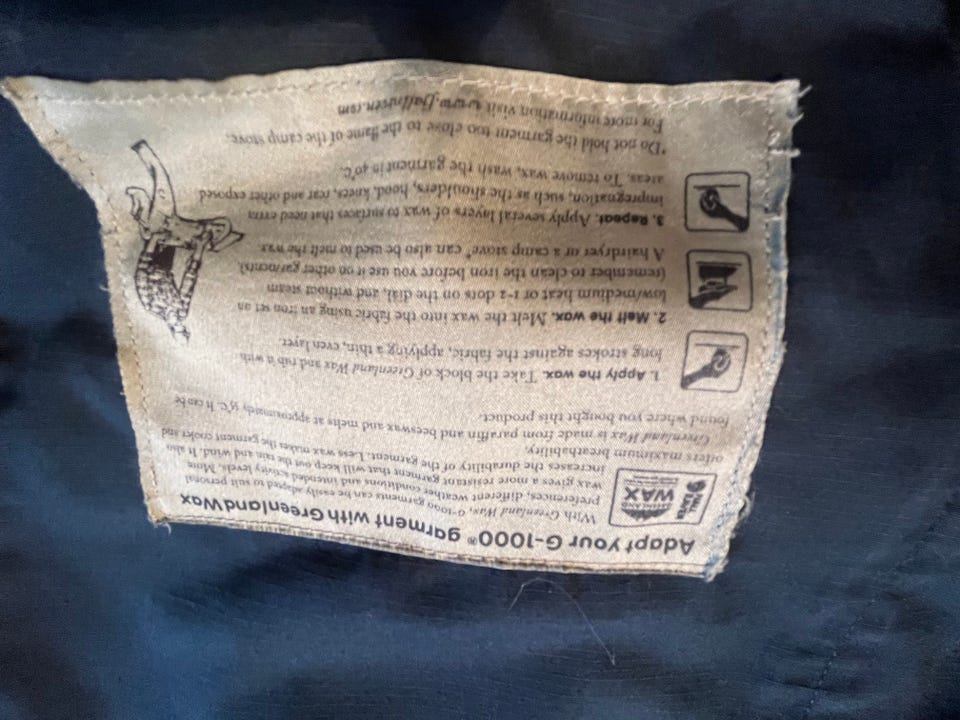 Adapt your G-1000® garment with Greenland Wax
FJÄLL
RÄVEN
GREENLAND
WAX
With Greenland Wax, G-1000 garments can be easily adapted to suit personal
preferences, different weather conditions and intended activity levels. More
wax gives a more resistant garment that will keep out the rain and wind. It also
increases the durability of the garment. Less wax makes the garment cooler and
offers maximum breathability.
Greenland Wax is made from paraffin and beeswax and melts at approximately 55°C. It can be
found where you bought this product.
1. Apply the wax. Take the block of Greenland Wax and rub it with
long strokes against the fabric, applying a thin, even layer.
2. Melt the wax. Melt the wax into the fabric using an iron set on
low/medium heat or 1-2 dots on the dial, and without steam
(remember to clean the iron before you use it on other garments).
A hairdryer or a camp stove* can also be used to melt the wax.
3. Repeat. Apply several layers of wax to surfaces that need extra
impregnation, such as the shoulders, hood, knees, rear and other exposed
areas. To remove wax, wash the garment in 40°C.
*Do not hold the garment too close to the flame of the camp stove.
For more information visit www.fjallraven.com